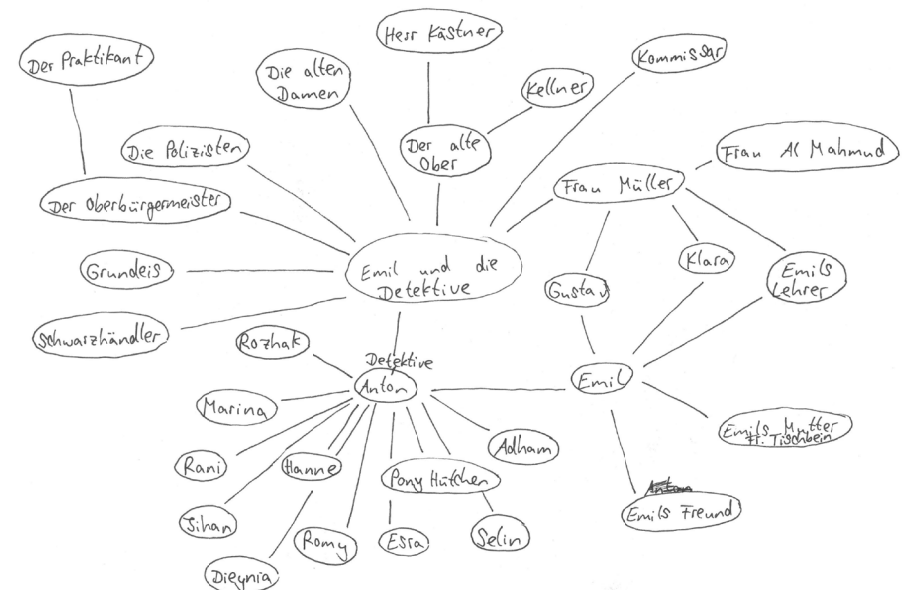 Herr Kästner
Der Praktikant
Kommissar
Die alten
Damen
Kellner
Die Polizisten
Der alte
Ober
Frau Al Mahmud
Frau Müller
Der Oberbürgermeister
Klara
Grundeis
Emil und die
Detektive
Emils
Lehrer
Gustav
Schwarzhändler
Rozhak
Detektive
Anton
Emil
Marina
Emils Mutter
Fr. Tischbein
Adham
Rani
Hanne
Pony Hütchen
Emils Freund
Jihan
Romy
Esra
Selin